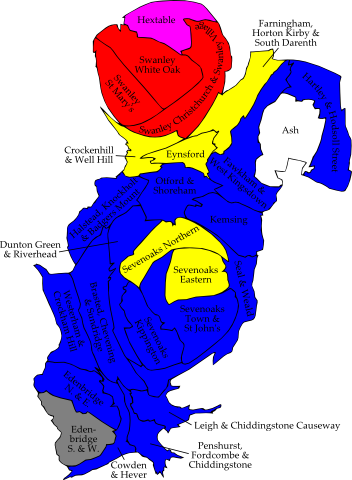 Hextable
Farningham,
Horton Kirby &
South Darenth
Swanley
White Oak
Swanley
St Mary's
Swanley Christchurch & Swanley Village
Hartley & Hodsoll Street
Ash
Crockenhill
& Well Hill
Eynsford
Fawkham &
West Kingsdown
Otford &
Shoreham
Halstead, Knockholt
& Badgers Mount
Kemsing
Dunton Green
& Riverhead
Sevenoaks Northern
Sevenoaks
Eastern
Seal & Weald
Sevenoaks
Town &
St John's
Sevenoaks
Kippington
Brasted, Chevening
& Sundridge
Westerham &
Crockham Hill
Edenbridge
N. & E.
Eden-
bridge
S. & W.
Leigh & Chiddingstone Causeway
Penshurst,
Fordcombe &
Chiddingstone
Cowden
& Hever